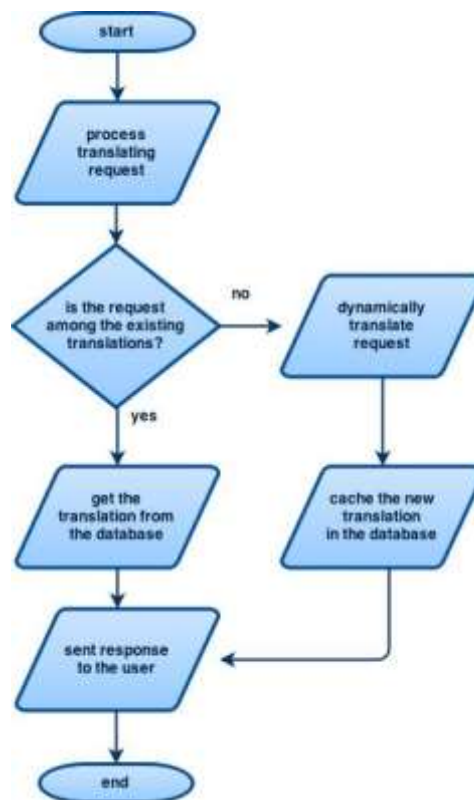 start
process
translating
request
is the request
among the existing
translations?
no
dynamically
translate
request
yes
get the
translation from
the database
cache the new
translation
in the database
sent response
to the user
end